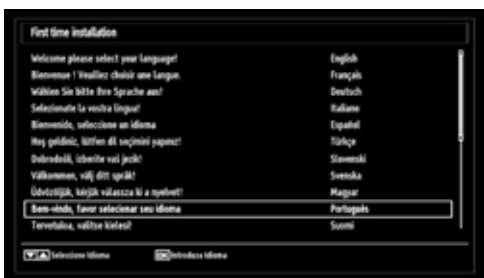 First time installation
Welcome please select your language! English
Bienvenue ! Veuillez choisir une langue. Français
Wählen Sie bitte Ihre Sprache aus! Deutsch
Selezionate la vostra lingua! Italiano
Bienvenido, seleccione un idioma Español
Hoş geldiniz, lütfen dil seçimini yapınız! Türkçe
Dobrodošli, izberite vaš jezik! Slovenski
Välkommen, välj ditt språk! Svenska
Üdvözöljük, kérjük válassza ki a nyelvet! Magyar
Bem-vindo, favor selecionar seu idioma Português
Tervetuloa, valitse kielesi! Suomi
Seleccione Idioma OK Introduza Idioma